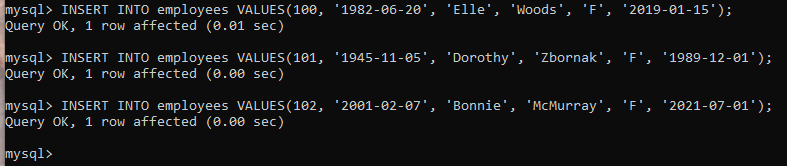 mysql> INSERT INTO employees VALUES(100, '1982-06-20', 'Elle', 'Woods', 'F', '2019-01-15');
Query OK, 1 row affected (0.01 sec)
mysql> INSERT INTO employees VALUES(101, '1945-11-05', 'Dorothy', 'Zbornak', 'F', '1989-12-01');
Query OK, 1 row affected (0.00 sec)
mysql> INSERT INTO employees VALUES(102, '2001-02-07', 'Bonnie', 'McMurray', 'F', '2021-07-01');
Query OK, 1 row affected (0.00 sec)
mysql>